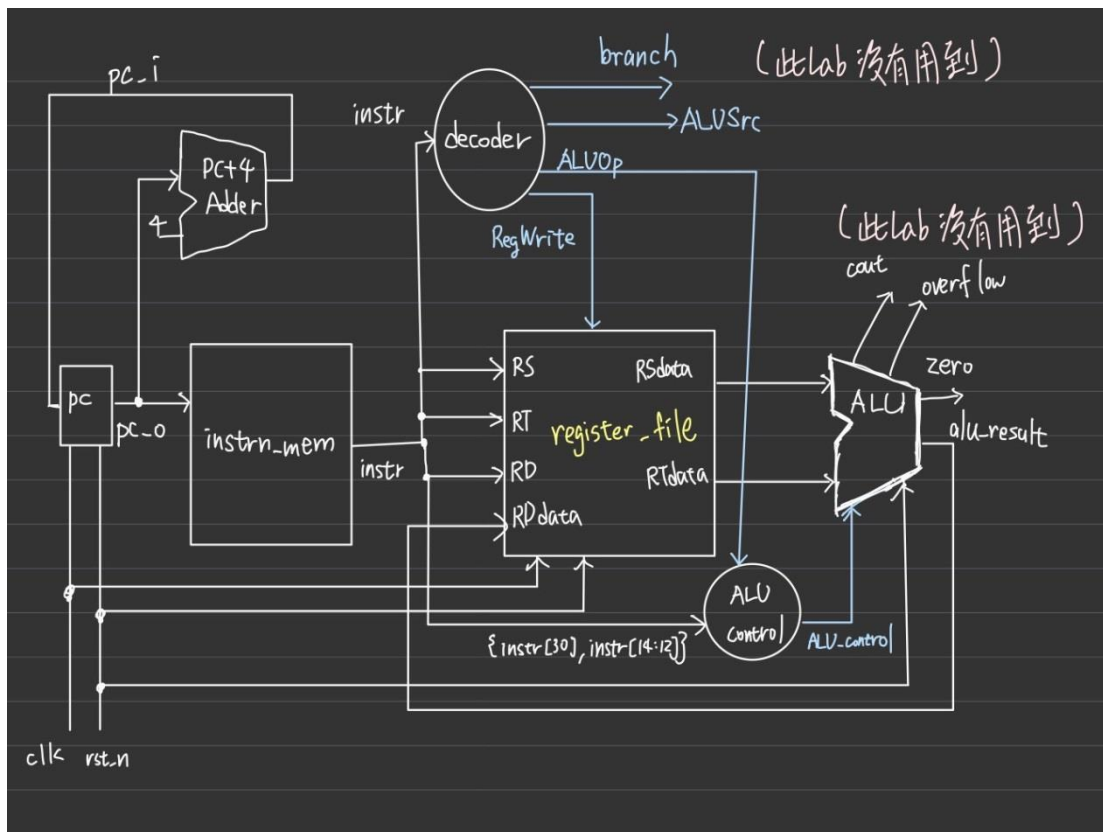 branch
(此lab 沒有用到)
pc_i
instr
decoder
ALUSrc
PC+4
Adder
ALUOp
4
RegWrite
(此lab 沒有用到)
cout
overflow
RS
RSdata
zero
pc
pc_o
instrn_mem
RT
register_file
ALU
alu_result
instr
RD
RTdata
RDdata
ALU
control
{instr[30], instr[14:12]}
ALU_control
clk
rst_n